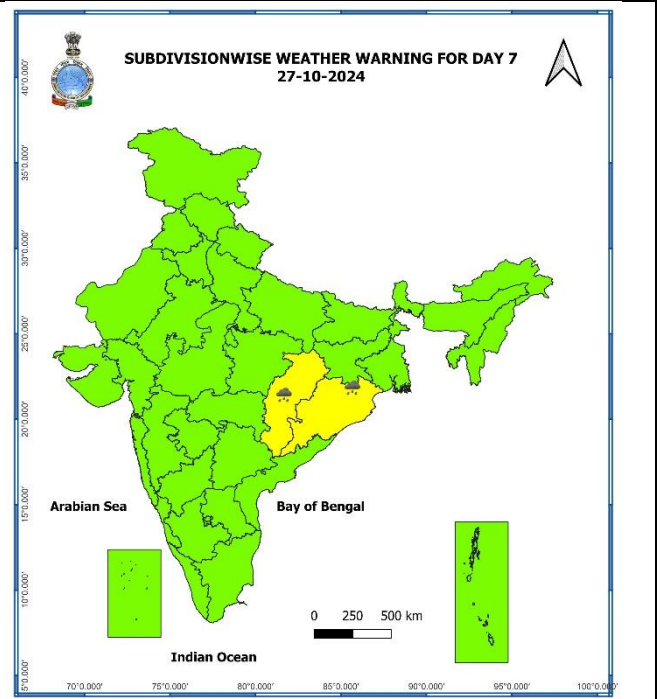 SUBDIVISIONWISE WEATHER WARNING FOR DAY 7
27-10-2024
40°0.000'
35°0.000'
30°0.000'
25°0.000'
20°0.000'
15°0.000'
10°0.000'
5°0.000'
Arabian Sea
Bay of Bengal
0 250 500 km
Indian Ocean
70°0.000' 75°0.000' 80°0.000' 85°0.000' 90°0.000' 95°0.000' 100°0.000'